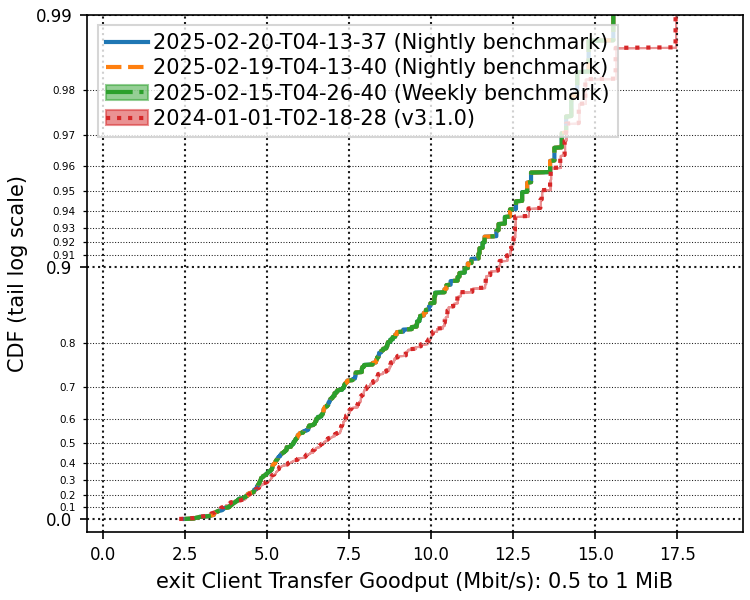 0.99
2025-02-20-T04-13-37 (Nightly benchmark)
2025-02-19-T04-13-40 (Nightly benchmark)
2025-02-15-T04-26-40 (Weekly benchmark)
2024-01-01-T02-18-28 (v3.1.0)
0.98
0.97
0.96
0.95
0.94
0.93
0.92
0.91
0.9
0.8
0.7
0.6
0.5
0.4
0.3
0.2
0.1
0.0
CDF (tail log scale)
0.0 2.5 5.0 7.5 10.0 12.5 15.0 17.5
exit Client Transfer Goodput (Mbit/s): 0.5 to 1 MiB